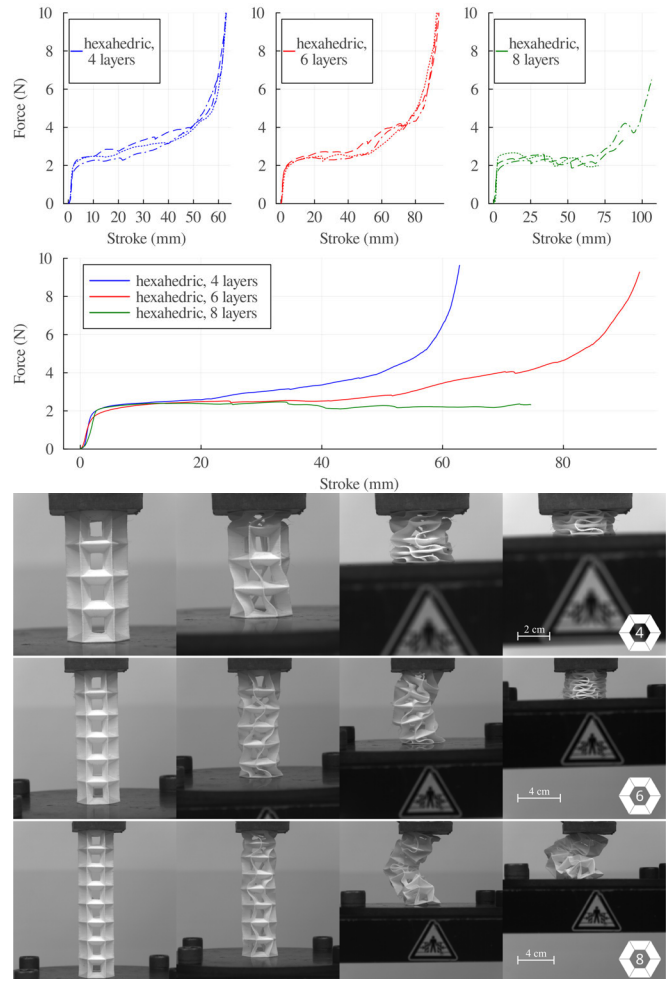 10
8
6
4
2
0
Force (N)
hexahedric,
4 layers
0 10 20 30 40 50 60
Stroke (mm)
10
8
6
4
2
0
hexahedric,
6 layers
0 20 40 60 80
Stroke (mm)
10
8
6
4
2
0
hexahedric,
8 layers
0 25 50 75 100
Stroke (mm)
10
8
6
4
2
0
Force (N)
hexahedric, 4 layers
hexahedric, 6 layers
hexahedric, 8 layers
0 20 40 60 80
Stroke (mm)
2 cm
4
4 cm
6
4 cm
8